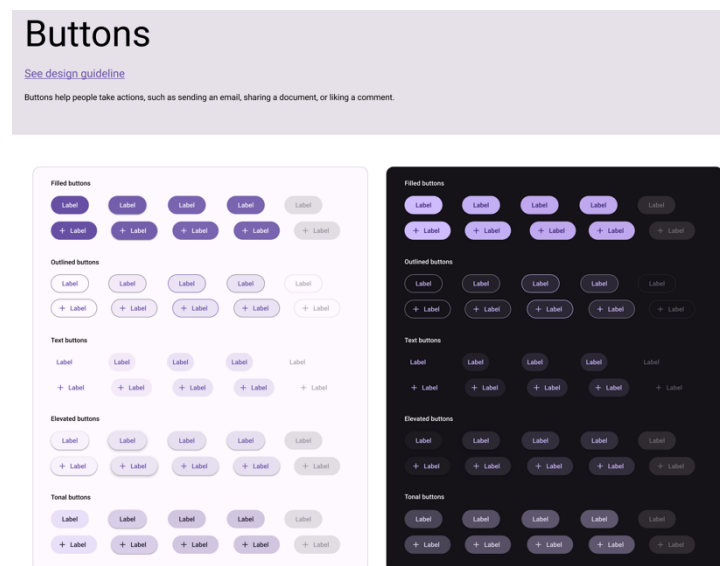 Buttons
See design guideline
Buttons help people take actions, such as sending an email, sharing a document, or liking a comment.
Filled buttons
Label Label Label Label Label
+ Label + Label + Label + Label + Label
Outlined buttons
Label Label Label Label Label
+ Label + Label + Label + Label + Label
Text buttons
Label Label Label Label Label
+ Label + Label + Label + Label + Label
Elevated buttons
Label Label Label Label Label
+ Label + Label + Label + Label + Label
Tonal buttons
Label Label Label Label Label
+ Label + Label + Label + Label + Label
Filled buttons
Label Label Label Label Label
+ Label + Label + Label + Label + Label
Outlined buttons
Label Label Label Label Label
+ Label + Label + Label + Label + Label
Text buttons
Label Label Label Label Label
+ Label + Label + Label + Label + Label
Elevated buttons
Label Label Label Label Label
+ Label + Label + Label + Label + Label
Tonal buttons
Label Label Label Label Label
+ Label + Label + Label + Label + Label